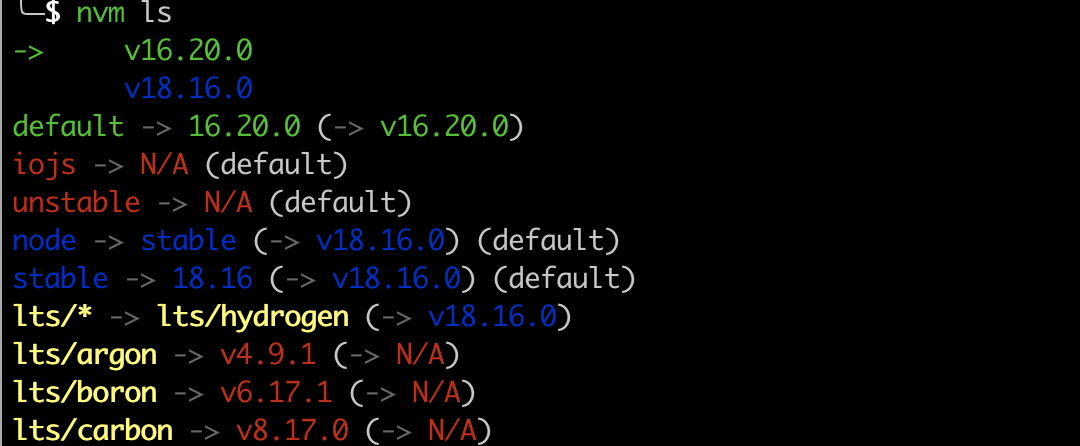 ╰─$ nvm ls
->     v16.20.0
       v18.16.0
default -> 16.20.0 (-> v16.20.0)
iojs -> N/A (default)
unstable -> N/A (default)
node -> stable (-> v18.16.0) (default)
stable -> 18.16 (-> v18.16.0) (default)
lts/* -> lts/hydrogen (-> v18.16.0)
lts/argon -> v4.9.1 (-> N/A)
lts/boron -> v6.17.1 (-> N/A)
lts/carbon -> v8.17.0 (-> N/A)